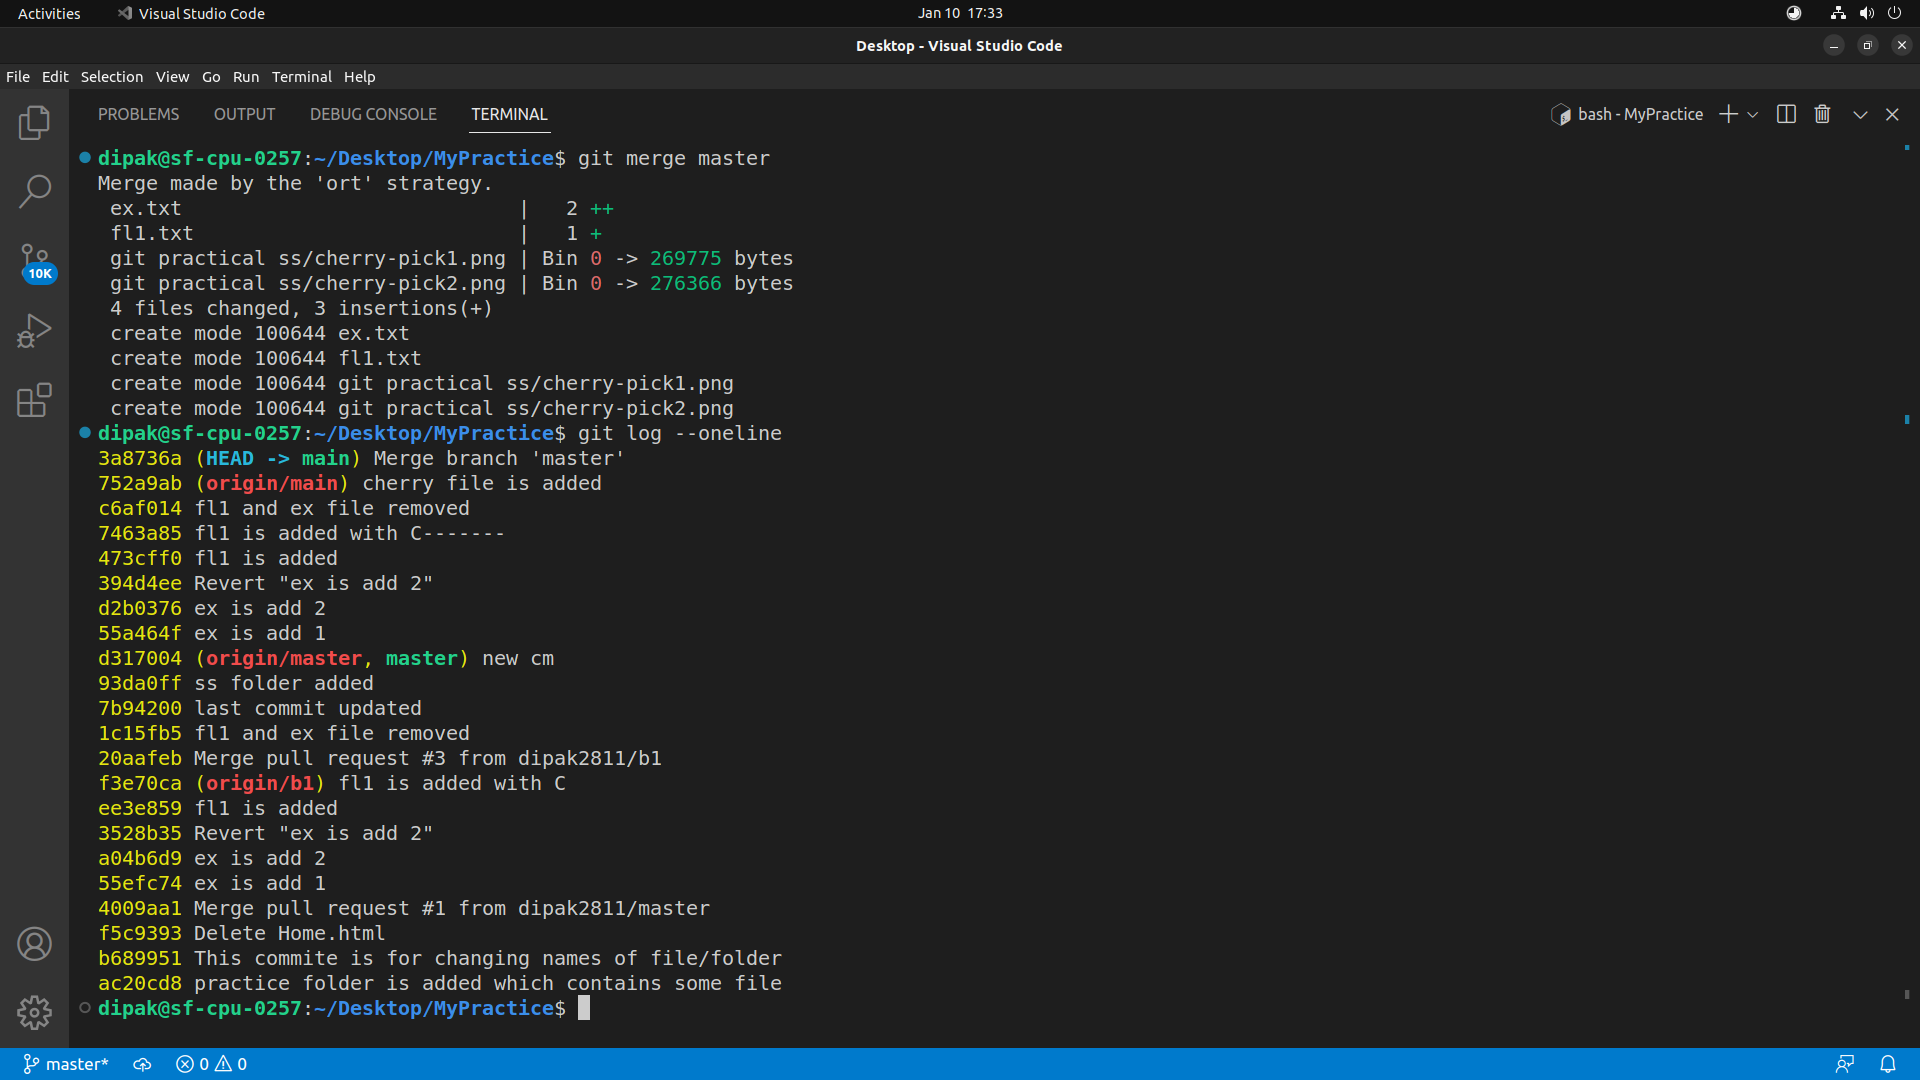 Activities Visual Studio Code Jan 10 17:33
Desktop - Visual Studio Code
File Edit Selection View Go Run Terminal Help
PROBLEMS OUTPUT DEBUG CONSOLE TERMINAL bash - MyPractice
dipak@sf-cpu-0257:~/Desktop/MyPractice$ git merge master
Merge made by the 'ort' strategy.
ex.txt | 2 ++
fl1.txt | 1 +
git practical ss/cherry-pick1.png | Bin 0 -> 269775 bytes
git practical ss/cherry-pick2.png | Bin 0 -> 276366 bytes
4 files changed, 3 insertions(+)
create mode 100644 ex.txt
create mode 100644 fl1.txt
create mode 100644 git practical ss/cherry-pick1.png
create mode 100644 git practical ss/cherry-pick2.png
dipak@sf-cpu-0257:~/Desktop/MyPractice$ git log --oneline
3a8736a (HEAD -> main) Merge branch 'master'
752a9ab (origin/main) cherry file is added
c6af014 fl1 and ex file removed
7463a85 fl1 is added with C-------
473cff0 fl1 is added
394d4ee Revert "ex is add 2"
d2b0376 ex is add 2
55a464f ex is add 1
d317004 (origin/master, master) new cm
93da0ff ss folder added
7b94200 last commit updated
1c15fb5 fl1 and ex file removed
20aafeb Merge pull request #3 from dipak2811/b1
f3e70ca (origin/b1) fl1 is added with C
ee3e859 fl1 is added
3528b35 Revert "ex is add 2"
a04b6d9 ex is add 2
55efc74 ex is add 1
4009aa1 Merge pull request #1 from dipak2811/master
f5c9393 Delete Home.html
b689951 This commite is for changing names of file/folder
ac20cd8 practice folder is added which contains some file
dipak@sf-cpu-0257:~/Desktop/MyPractice$
10K
master* 0 0